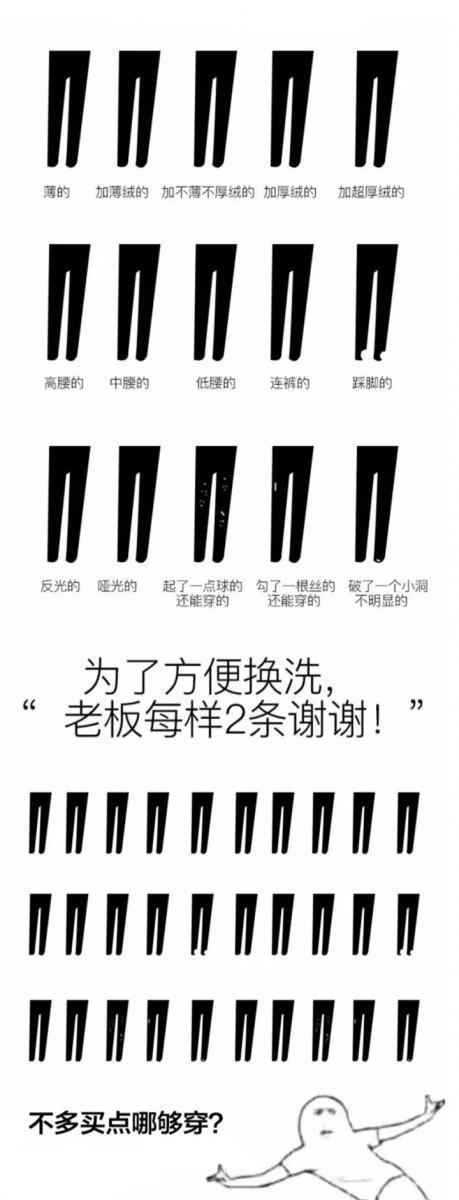 薄的 加薄绒的 加不薄不厚绒的 加厚绒的 加超厚绒的
高腰的 中腰的 低腰的 连裤的 踩脚的
反光的 哑光的 起了一点球的 勾了一根丝的 破了一个小洞
还能穿的 还能穿的 不明显的
为了方便换洗，
“ 老板每样2条谢谢！”
不多买点哪够穿？